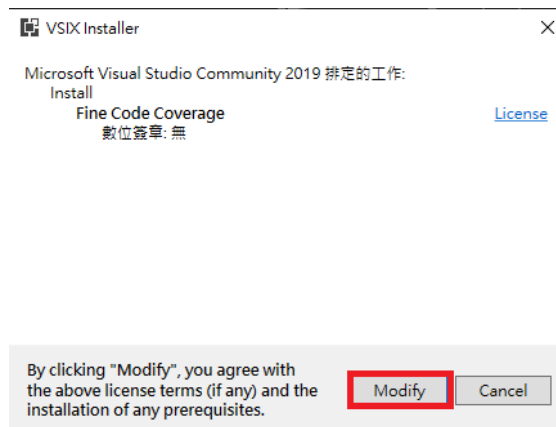 VSIX Installer
Microsoft Visual Studio Community 2019 排定的工作:
Install
Fine Code Coverage License
數位簽章: 無
By clicking "Modify", you agree with
the above license terms (if any) and the
installation of any prerequisites.
Modify Cancel